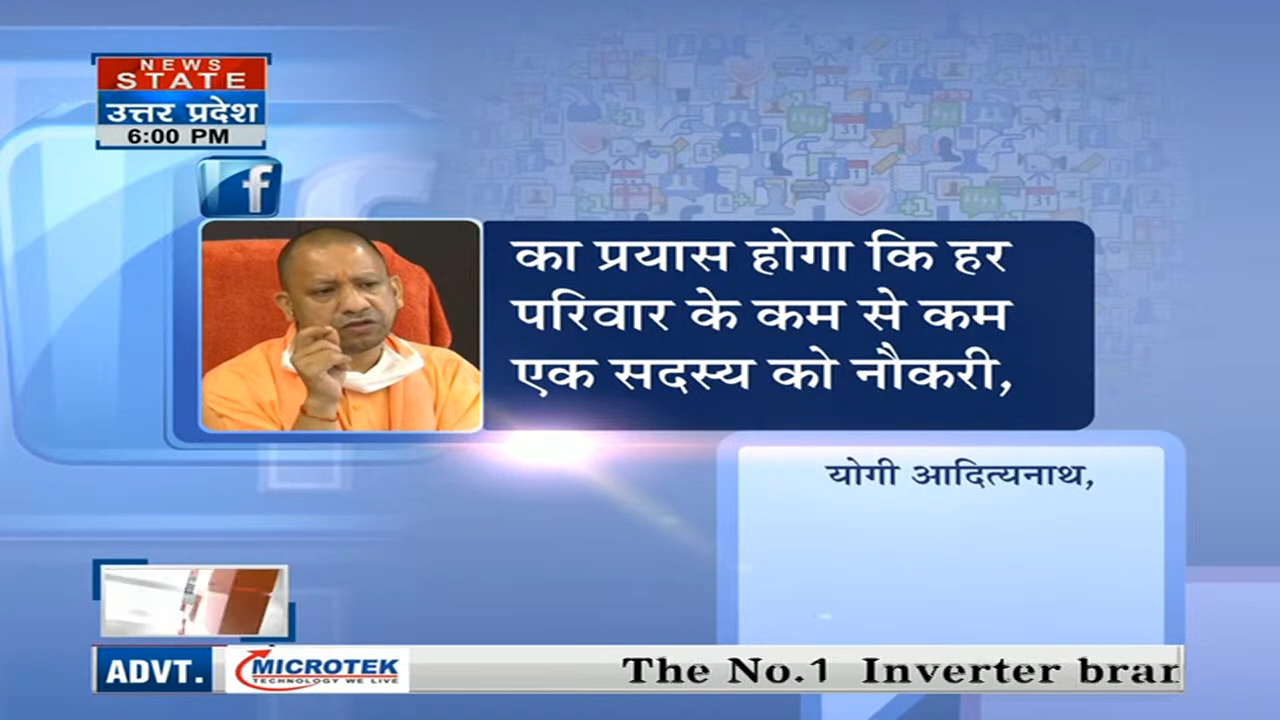 NEWS
STATE
उत्तर प्रदेश
6:00 PM
f
का प्रयास होगा कि हर
परिवार के कम से कम
एक सदस्य को नौकरी,
योगी आदित्यनाथ,
ADVT.
MICROTEK
TECHNOLOGY WE LIVE
The No.1 Inverter bran